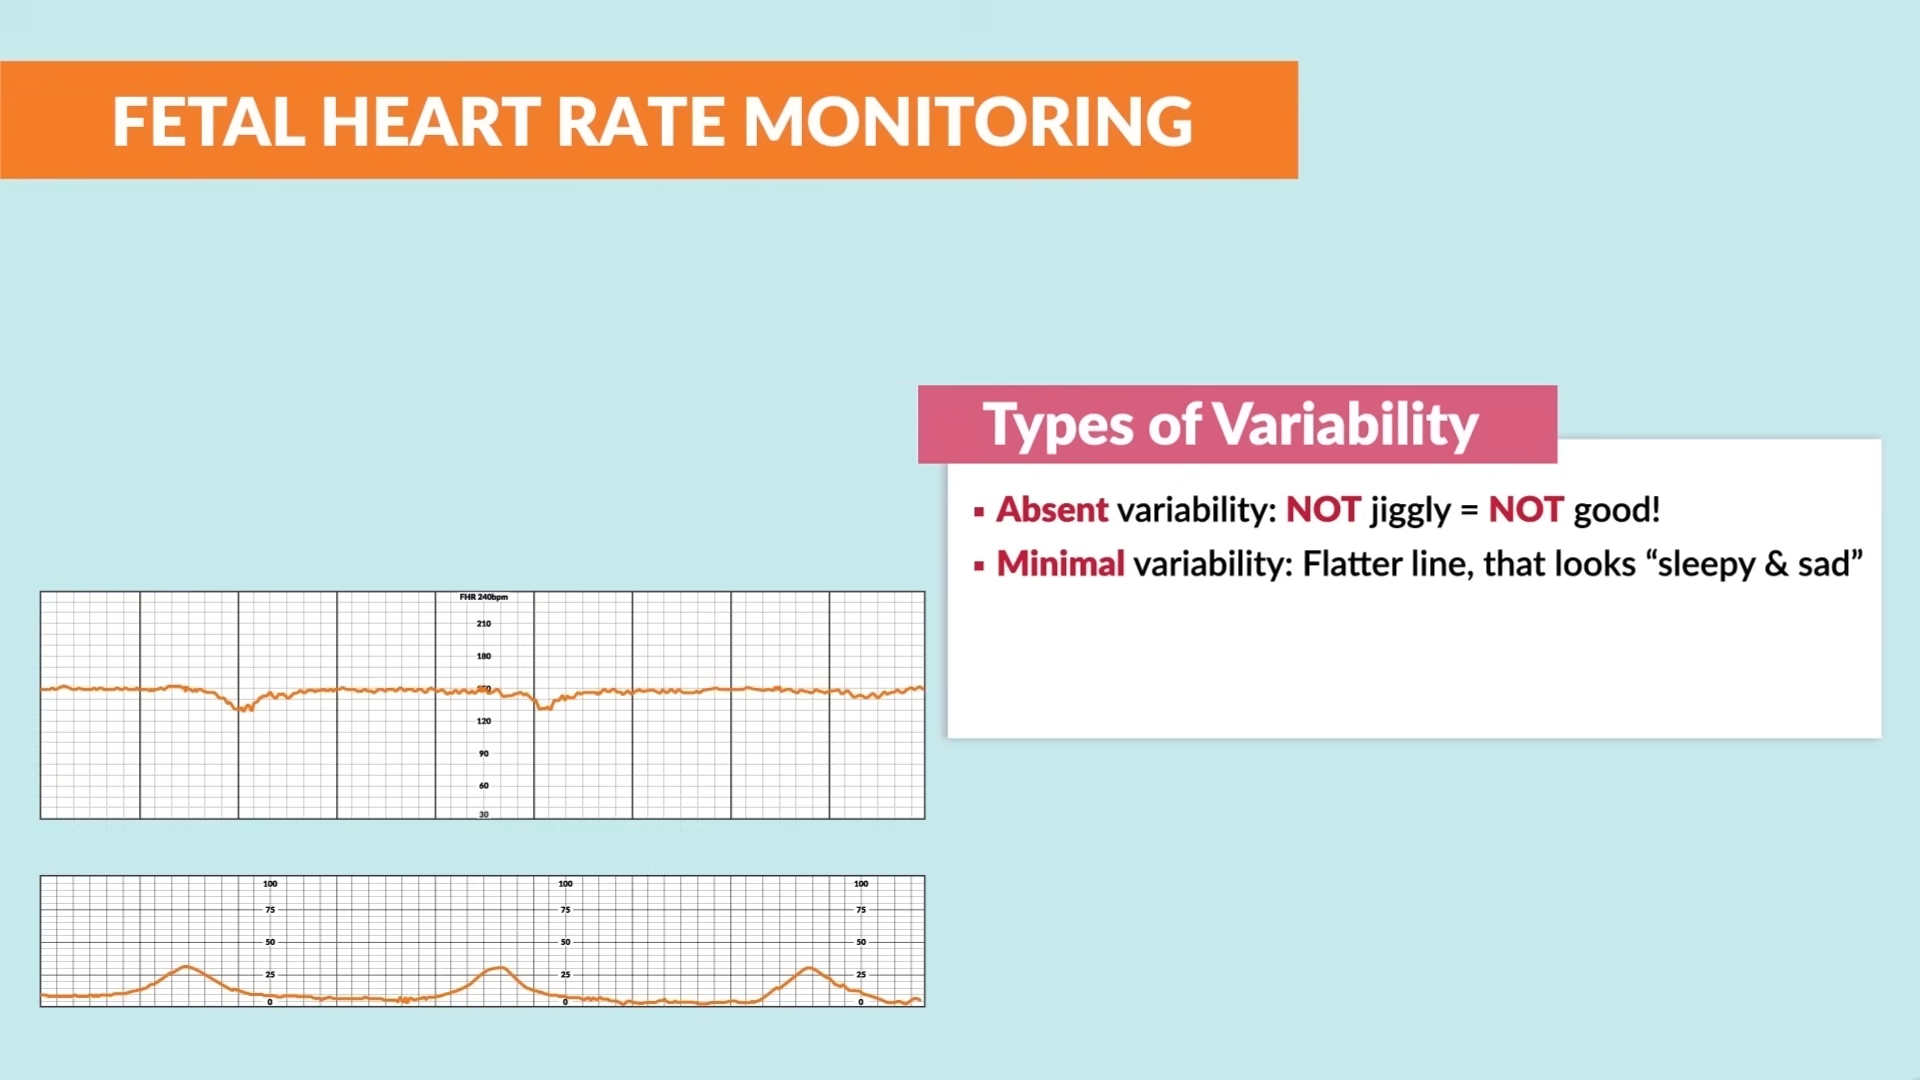 FETAL HEART RATE MONITORING
Types of Variability
▪ Absent variability: NOT jiggly = NOT good!
▪ Minimal variability: Flatter line, that looks “sleepy & sad”
FHR 240bpm
210
180
150
120
90
60
30
100 100 100
75 75 75
50 50 50
25 25 25
0 0 0